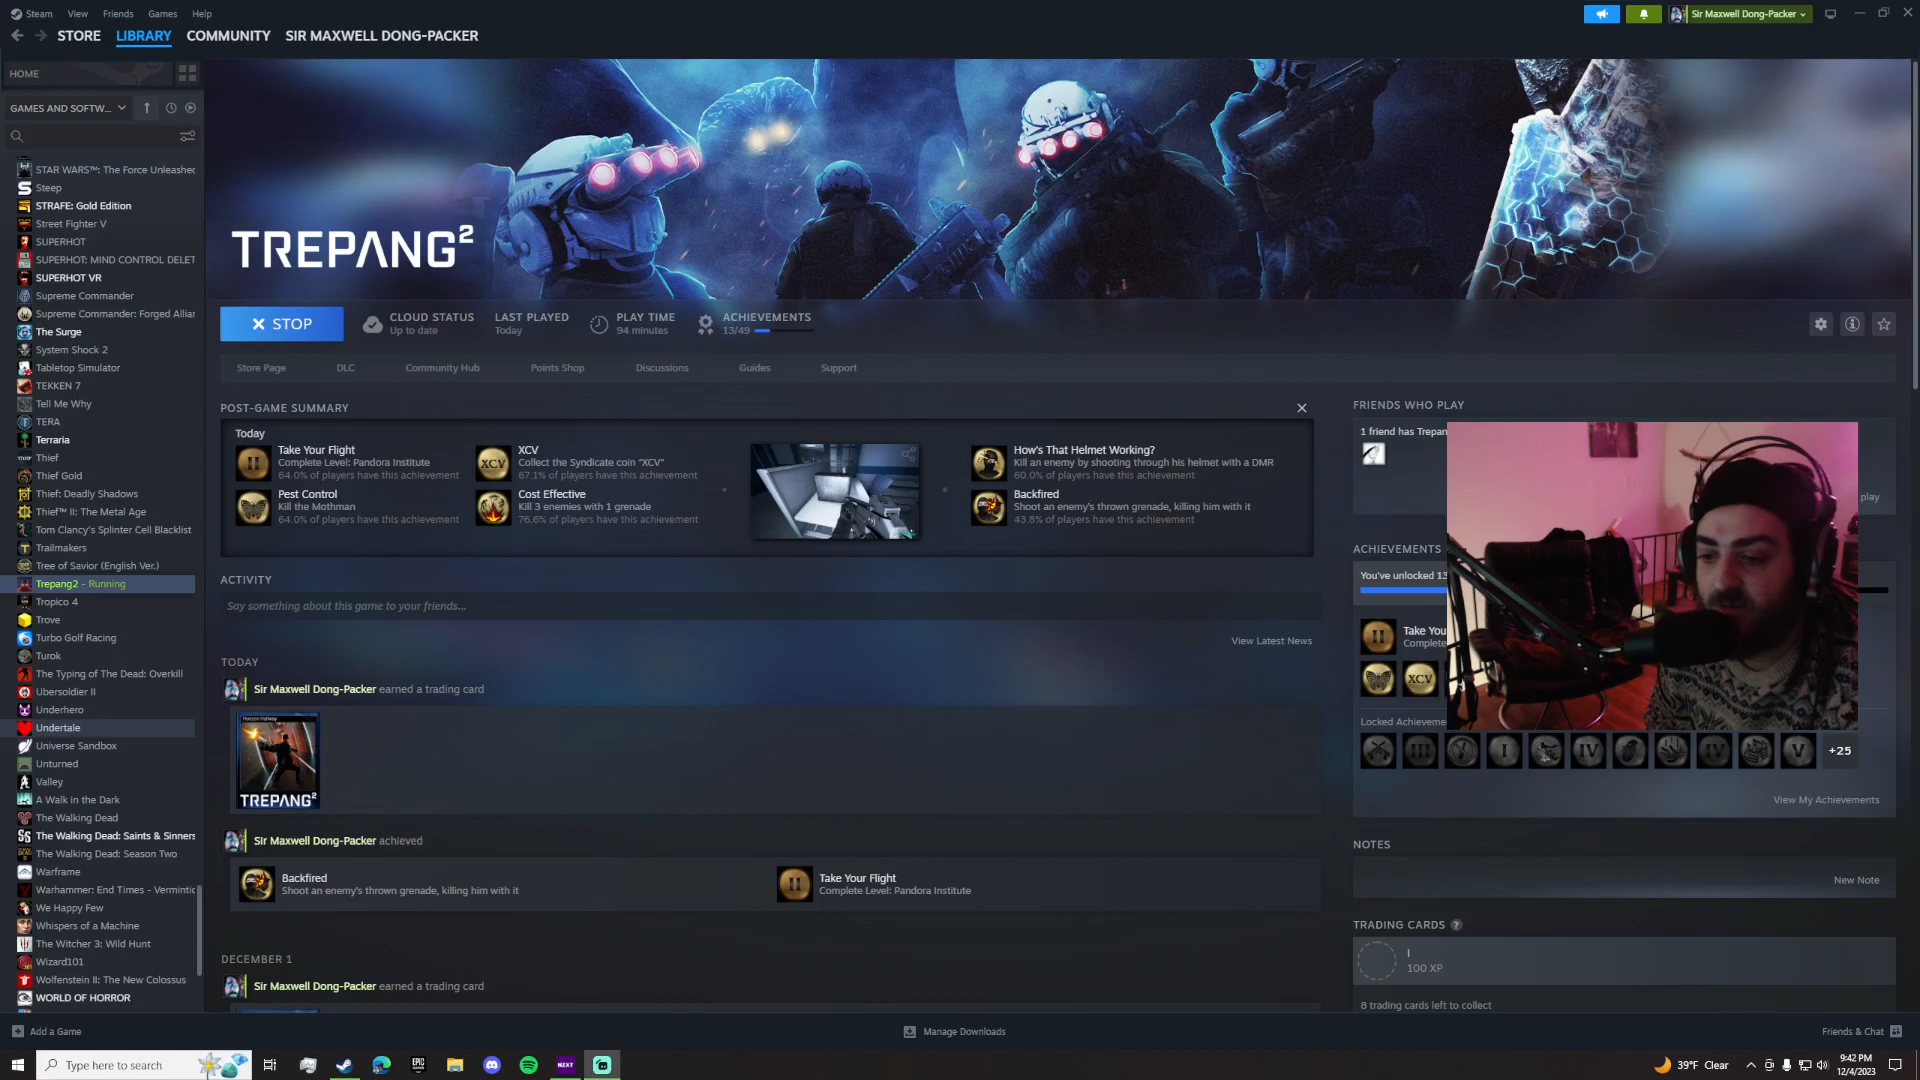 Steam View Friends Games Help
Sir Maxwell Dong-Packer
STORE LIBRARY COMMUNITY SIR MAXWELL DONG-PACKER
HOME
GAMES AND SOFTW...
STAR WARS™: The Force Unleashed
Steep
STRAFE: Gold Edition
Street Fighter V
SUPERHOT
SUPERHOT: MIND CONTROL DELET
SUPERHOT VR
Supreme Commander
Supreme Commander: Forged Allian
The Surge
System Shock 2
Tabletop Simulator
TEKKEN 7
Tell Me Why
TERA
Terraria
Thief
Thief Gold
Thief: Deadly Shadows
Thief™ II: The Metal Age
Tom Clancy's Splinter Cell Blacklist
Trailmakers
Tree of Savior (English Ver.)
Trepang2 - Running
Tropico 4
Trove
Turbo Golf Racing
Turok
The Typing of The Dead: Overkill
Ubersoldier II
Underhero
Undertale
Universe Sandbox
Unturned
Valley
A Walk in the Dark
The Walking Dead
The Walking Dead: Saints & Sinners
The Walking Dead: Season Two
Warframe
Warhammer: End Times - Vermintic
We Happy Few
Whispers of a Machine
The Witcher 3: Wild Hunt
Wizard101
Wolfenstein II: The New Colossus
WORLD OF HORROR
TREPANG²
STOP
CLOUD STATUS
Up to date
LAST PLAYED
Today
PLAY TIME
94 minutes
ACHIEVEMENTS
13/49
Store Page DLC Community Hub Points Shop Discussions Guides Support
POST-GAME SUMMARY
Today
Take Your Flight
Complete Level: Pandora Institute
64.0% of players have this achievement
Pest Control
Kill the Mothman
64.0% of players have this achievement
XCV
XCV
Collect the Syndicate coin "XCV"
67.1% of players have this achievement
Cost Effective
Kill 3 enemies with 1 grenade
76.6% of players have this achievement
How's That Helmet Working?
Kill an enemy by shooting through his helmet with a DMR
60.0% of players have this achievement
Backfired
Shoot an enemy's thrown grenade, killing him with it
43.8% of players have this achievement
ACTIVITY
Say something about this game to your friends...
View Latest News
TODAY
Sir Maxwell Dong-Packer earned a trading card
Horizon Hallway
TREPANG²
Sir Maxwell Dong-Packer achieved
Backfired
Shoot an enemy's thrown grenade, killing him with it
II
Take Your Flight
Complete Level: Pandora Institute
DECEMBER 1
Sir Maxwell Dong-Packer earned a trading card
FRIENDS WHO PLAY
1 friend has Trepan
play
ACHIEVEMENTS
You've unlocked 13
II
Take You
Complete
XCV
Locked Achieveme
III I IV IV V +25
View My Achievements
NOTES
New Note
TRADING CARDS ?
100 XP
8 trading cards left to collect
Add a Game
Manage Downloads
Friends & Chat
Type here to search
EPIC
NZXT
39°F Clear
9:42 PM
12/4/2023